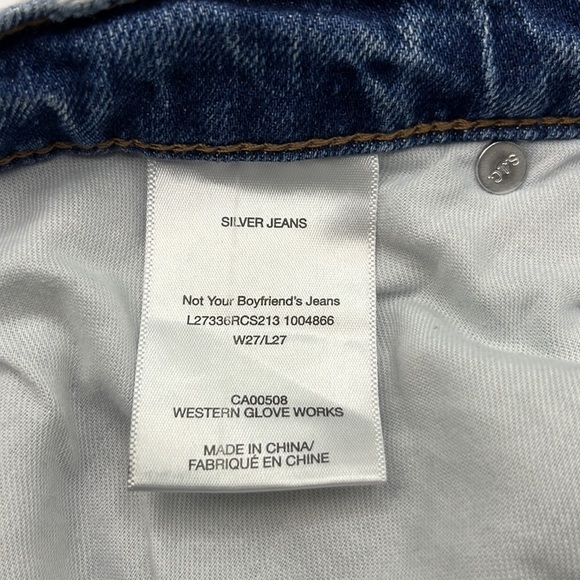 SILVER JEANS
Not Your Boyfriend's Jeans
L27336RCS213 1004866
W27/L27
CA00508
WESTERN GLOVE WORKS
MADE IN CHINA/
FABRIQUÉ EN CHINE
S.J.C.